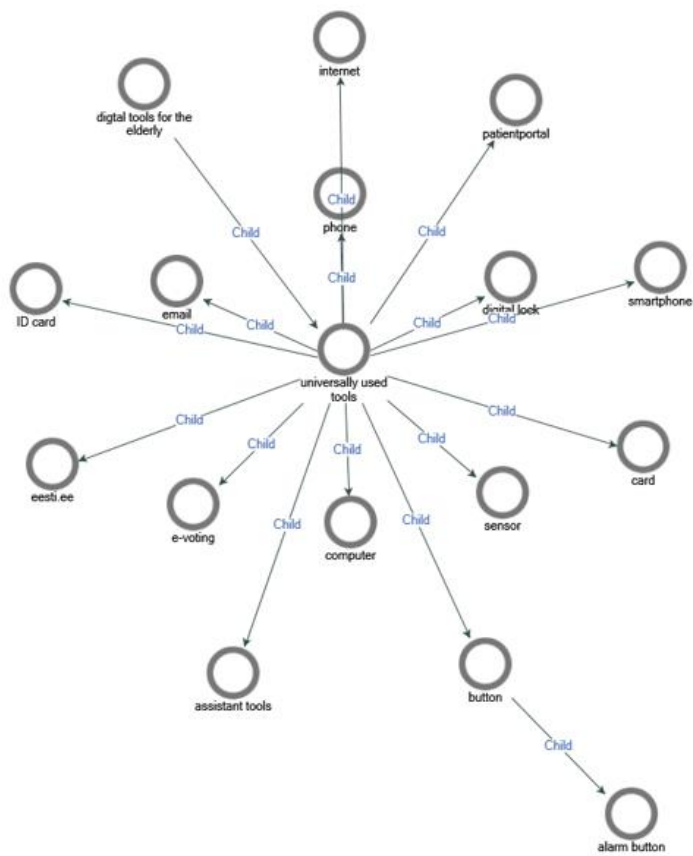 internet
digtal tools for the
elderly
patientportal
Child
phone
Child
Child
Child
ID card
email
digital lock
smartphone
Child
Child
Child
Child
universally used
tools
Child
Child
eesti.ee
Child
Child
Child
card
e-voting
computer
sensor
Child
Child
assistant tools
button
Child
alarm button